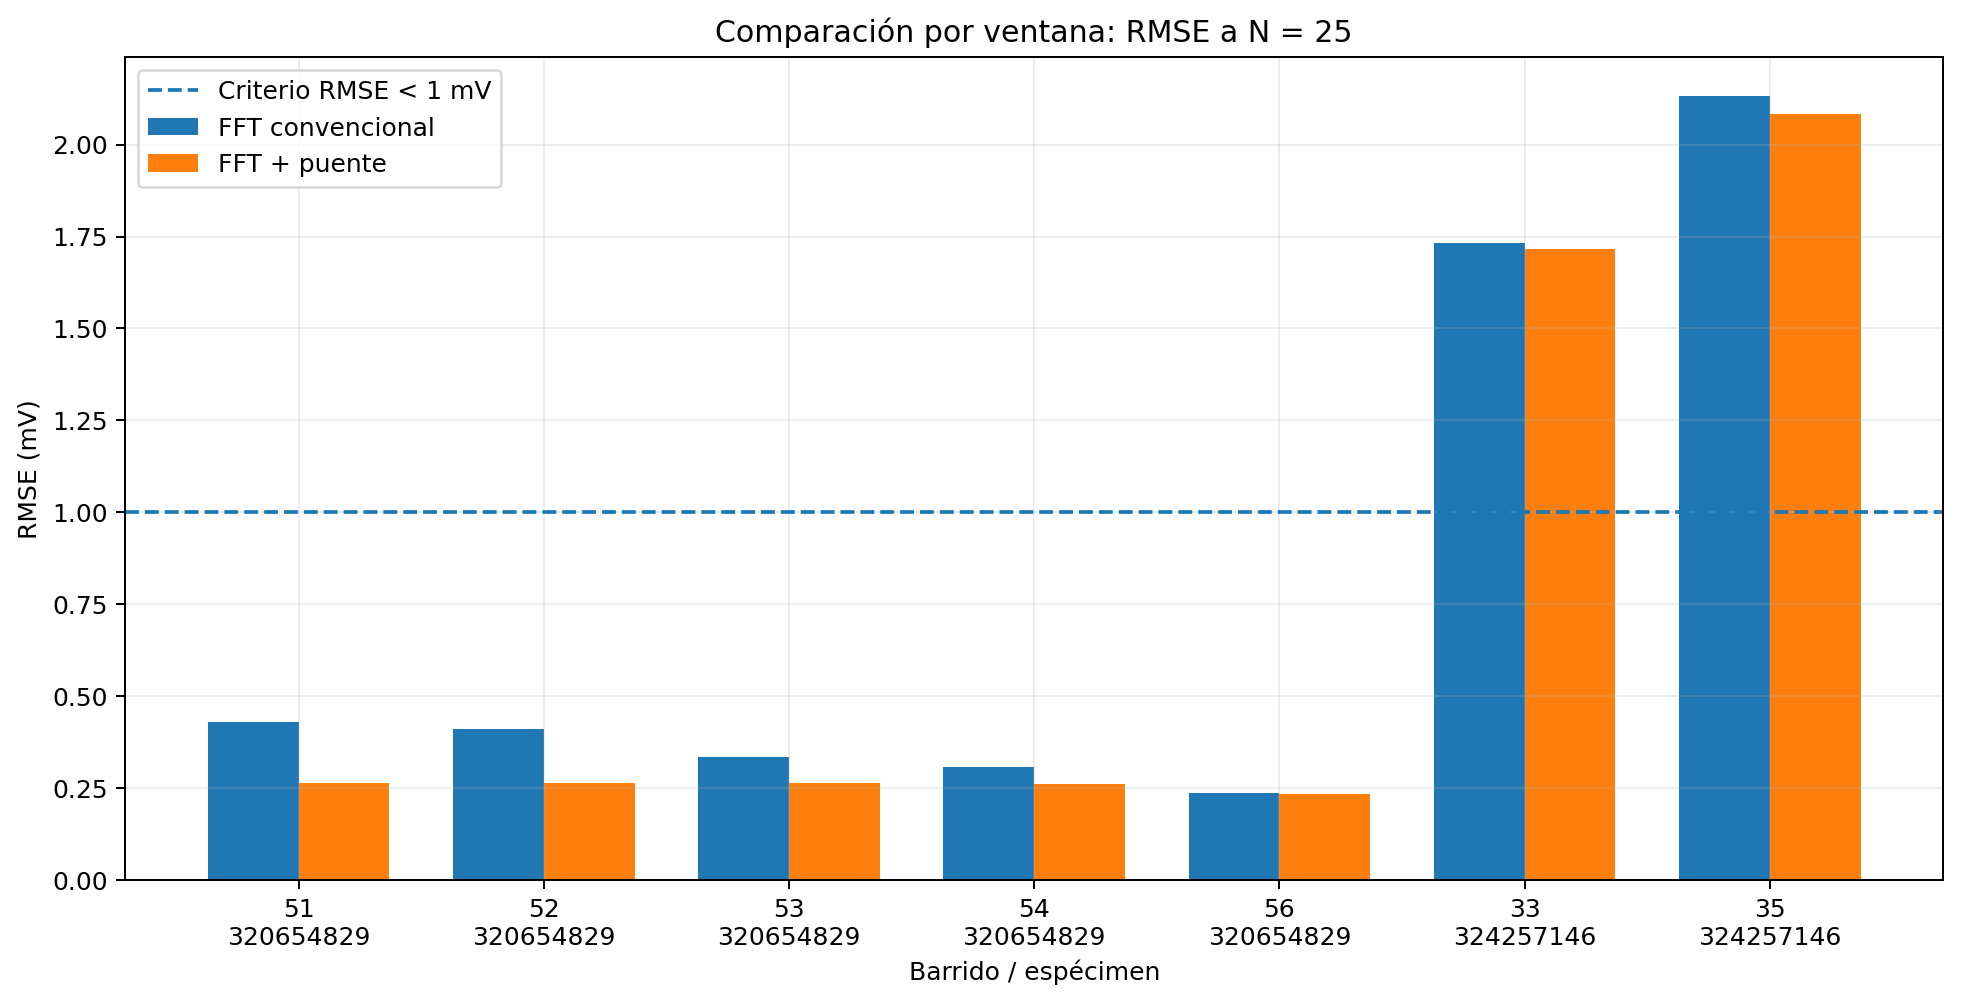 Comparación por ventana: RMSE a N = 25
Criterio RMSE < 1 mV
FFT convencional
FFT + puente
RMSE (mV)
2.00
1.75
1.50
1.25
1.00
0.75
0.50
0.25
0.00
51 52 53 54 56 33 35
320654829 320654829 320654829 320654829 320654829 324257146 324257146
Barrido / espécimen